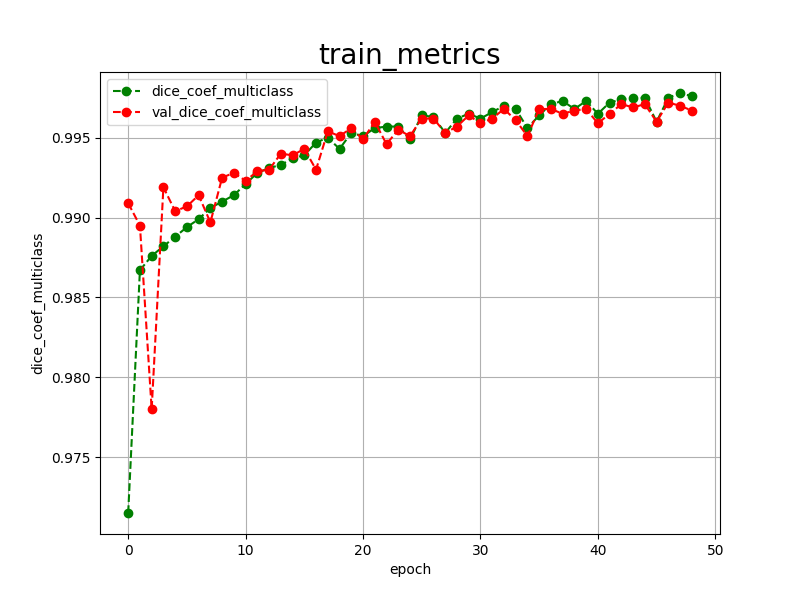 train_metrics
dice_coef_multiclass
val_dice_coef_multiclass
0.995
0.990
0.985
0.980
0.975
dice_coef_multiclass
0 10 20 30 40 50
epoch